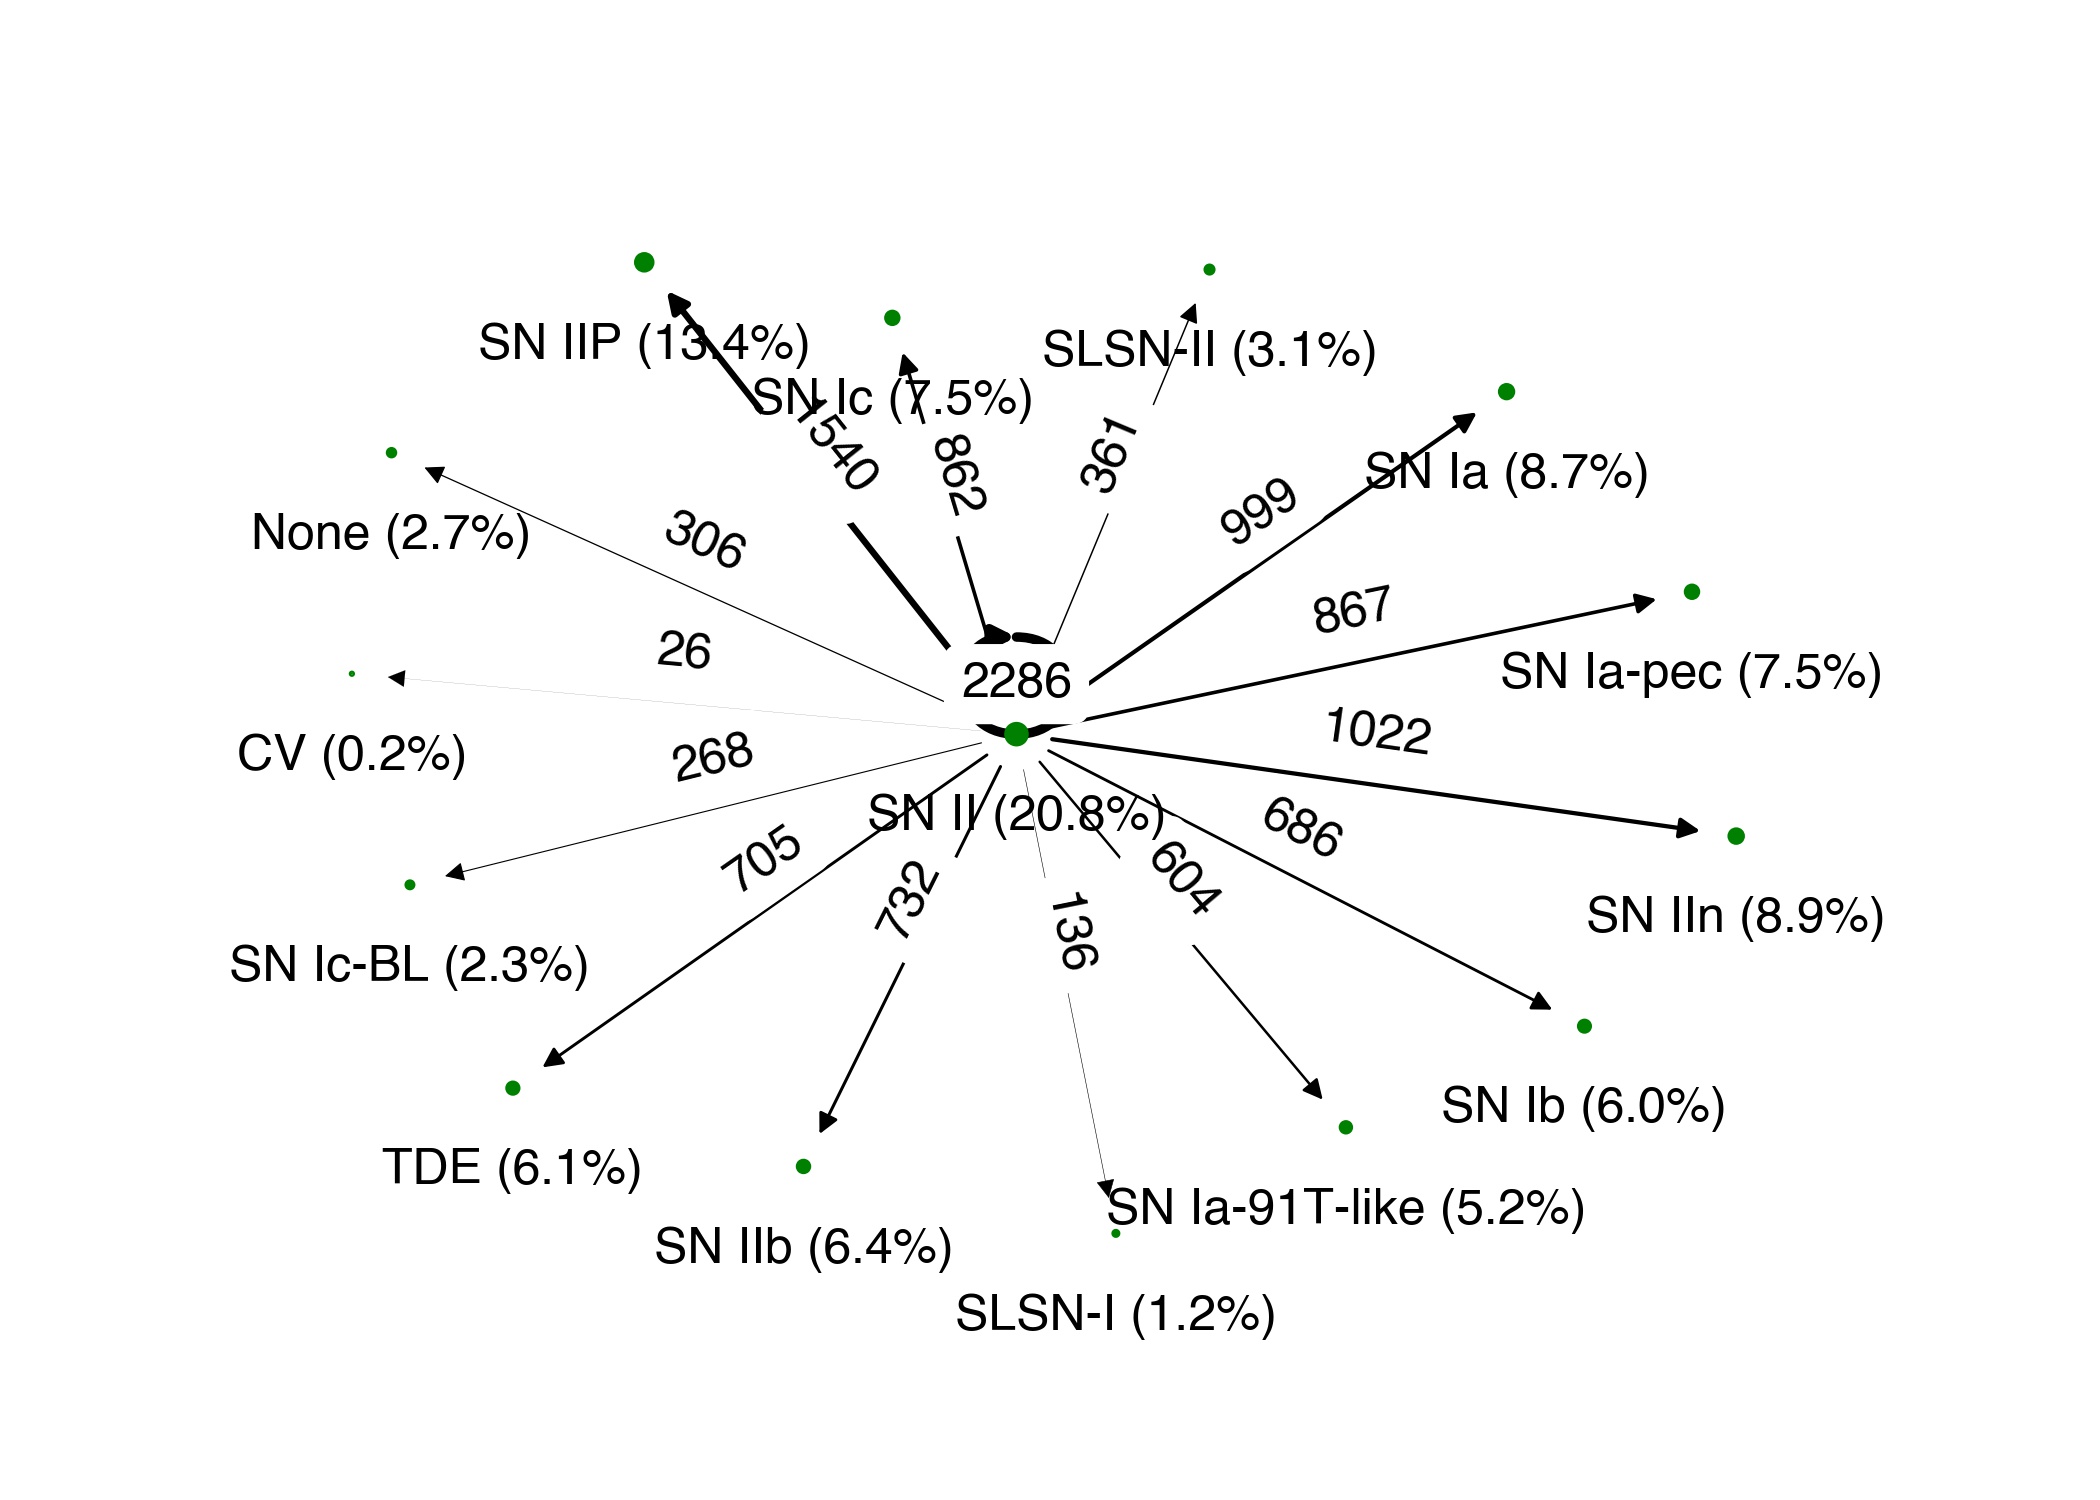 SN IIP (13.4%)
SLSN-II (3.1%)
SN Ic (7.5%)
1540
862
361
SN Ia (8.7%)
999
None (2.7%)
306
867
26
SN Ia-pec (7.5%)
2286
1022
CV (0.2%)
268
SN II (20.8%)
686
705
732
604
136
SN IIn (8.9%)
SN Ic-BL (2.3%)
SN Ib (6.0%)
TDE (6.1%)
SN Ia-91T-like (5.2%)
SN IIb (6.4%)
SLSN-I (1.2%)